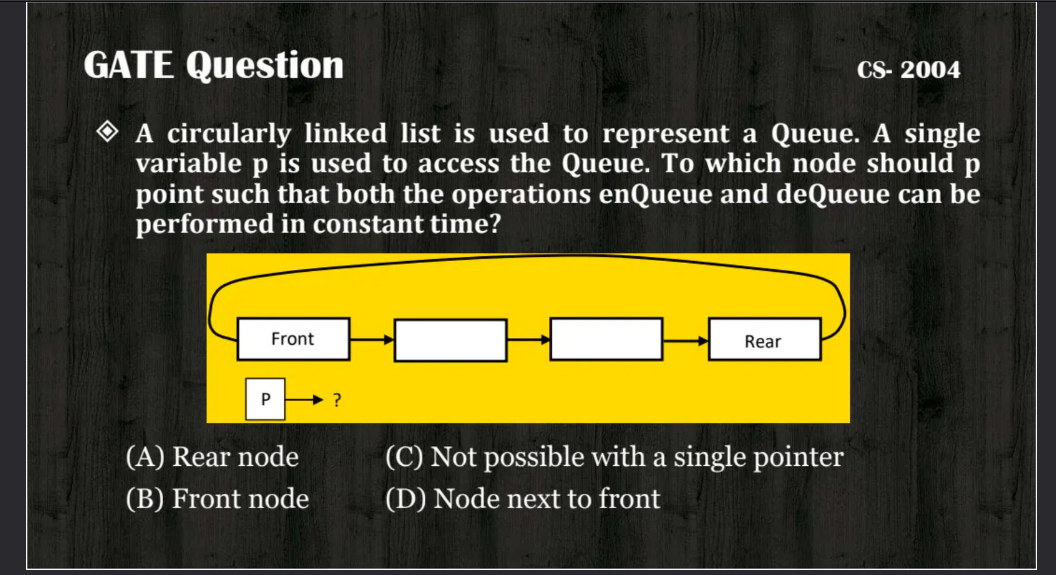 GATE Question
CS- 2004
A circularly linked list is used to represent a Queue. A single
variable p is used to access the Queue. To which node should p
point such that both the operations enQueue and deQueue can be
performed in constant time?
Front
Rear
P
?
(A) Rear node
(C) Not possible with a single pointer
(B) Front node
(D) Node next to front